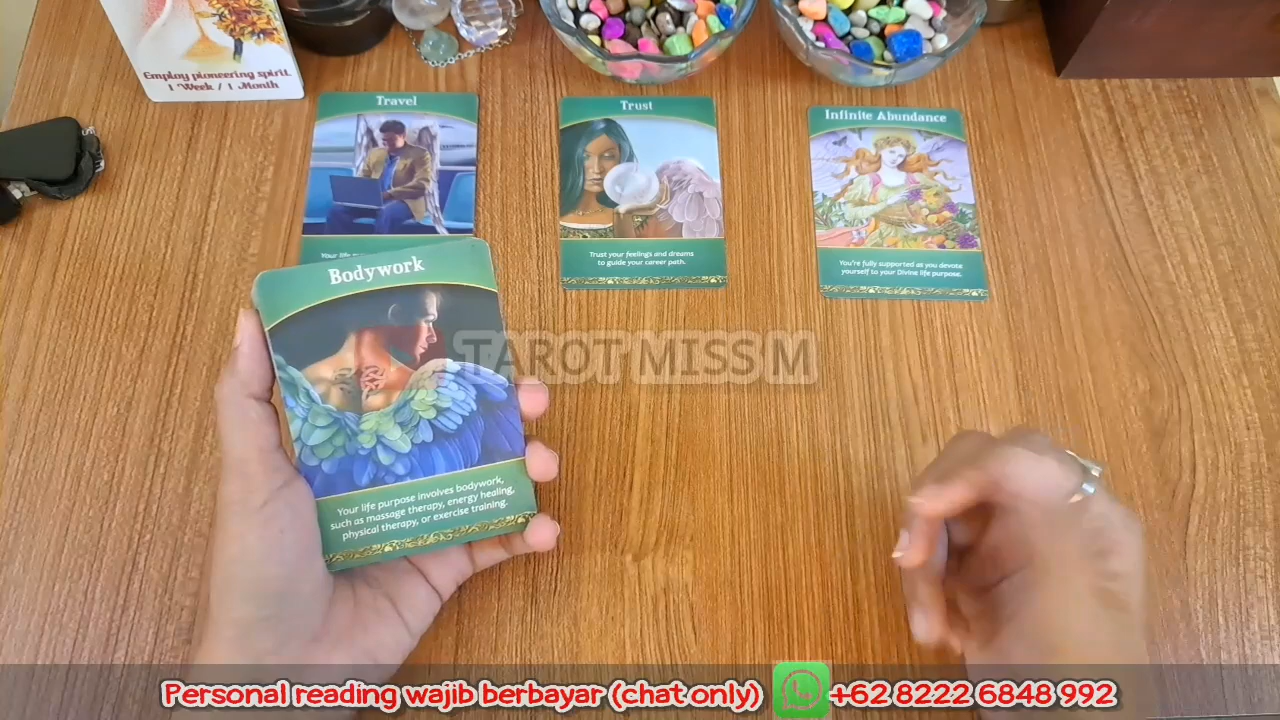 Employ pioneering spirit.
1 Week / 1 Month
Travel
Trust
Infinite Abundance
Your life
Trust your feelings and dreams
to guide your career path.
You're fully supported as you devote
yourself to your Divine life purpose.
Bodywork
Your life purpose involves bodywork,
such as massage therapy, energy healing,
physical therapy, or exercise training.
TAROT MISS M
Personal reading wajib berbayar (chat only) +62 8222 6848 992